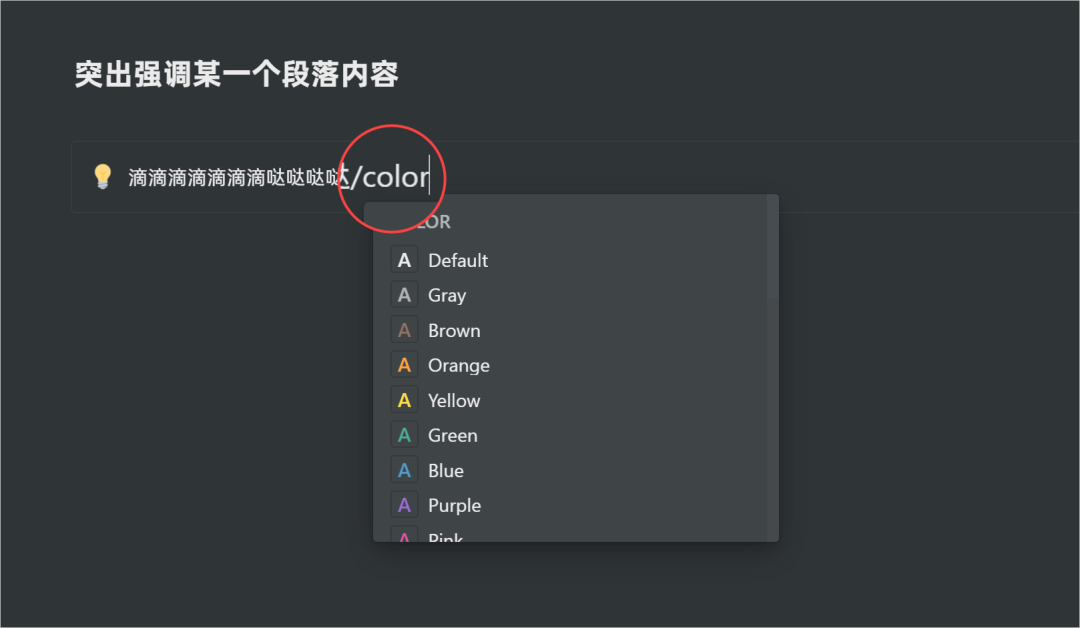 突出强调某一个段落内容
滴滴滴滴滴滴滴哒哒哒哒/color
LOR
A Default
A Gray
A Brown
A Orange
A Yellow
A Green
A Blue
A Purple
A Pink